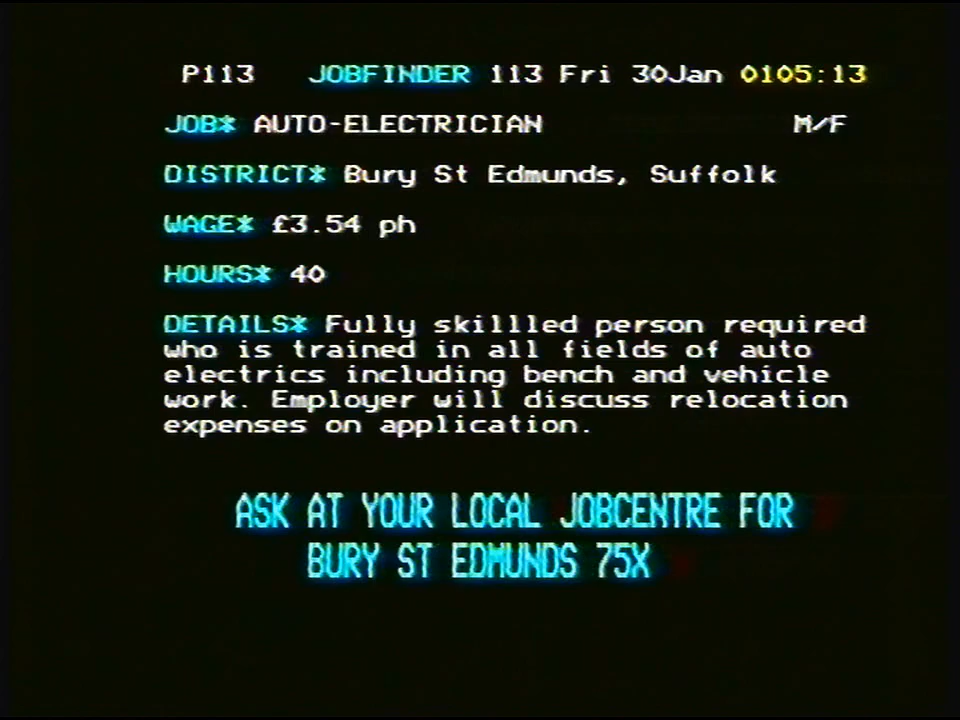 P113 JOBFINDER 113 Fri 30Jan 0105:13
JOB* AUTO-ELECTRICIAN M/F
DISTRICT* Bury St Edmunds, Suffolk
WAGE* £3.54 ph
HOURS* 40
DETAILS* Fully skillled person required
who is trained in all fields of auto
electrics including bench and vehicle
work. Employer will discuss relocation
expenses on application.
ASK AT YOUR LOCAL JOBCENTRE FOR
BURY ST EDMUNDS 75X